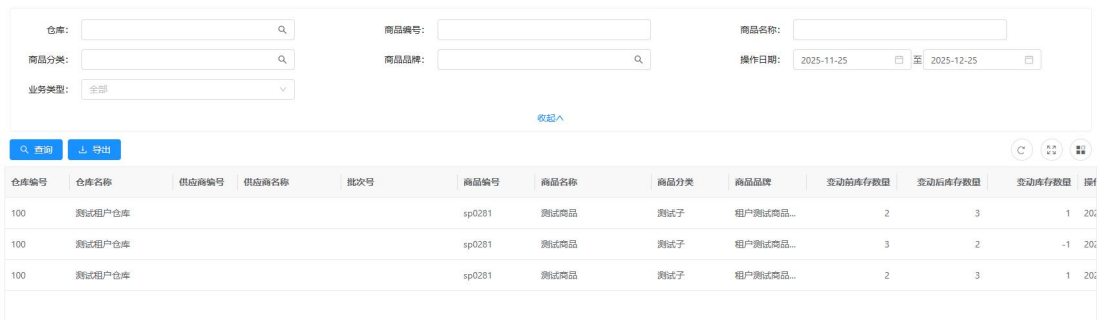 仓库: 商品编号: 商品名称:
商品分类: 商品品牌: 操作日期: 2025-11-25 至 2025-12-25
业务类型: 全部
收起
查询 导出
仓库编号 仓库名称 供应商编号 供应商名称 批次号 商品编号 商品名称 商品分类 商品品牌 变动前库存数量 变动后库存数量 变动库存数量
100 测试租户仓库 sp0281 测试商品 测试子 租户测试商品... 2 3 1 202
100 测试租户仓库 sp0281 测试商品 测试子 租户测试商品... 3 2 -1 202
100 测试租户仓库 sp0281 测试商品 测试子 租户测试商品... 2 3 1 202